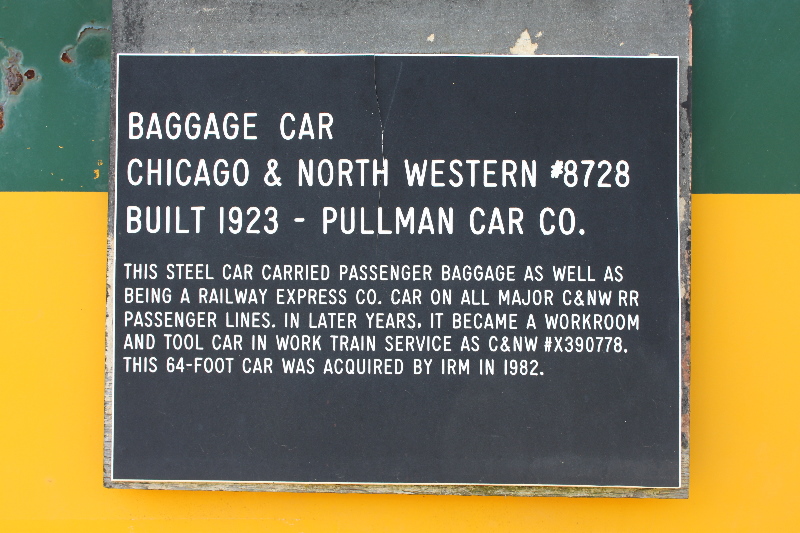 BAGGAGE CAR
CHICAGO & NORTH WESTERN #8728
BUILT 1923 - PULLMAN CAR CO.
THIS STEEL CAR CARRIED PASSENGER BAGGAGE AS WELL AS
BEING A RAILWAY EXPRESS CO. CAR ON ALL MAJOR C&NW RR
PASSENGER LINES. IN LATER YEARS, IT BECAME A WORKROOM
AND TOOL CAR IN WORK TRAIN SERVICE AS C&NW #X390778.
THIS 64-FOOT CAR WAS ACQUIRED BY IRM IN 1982.